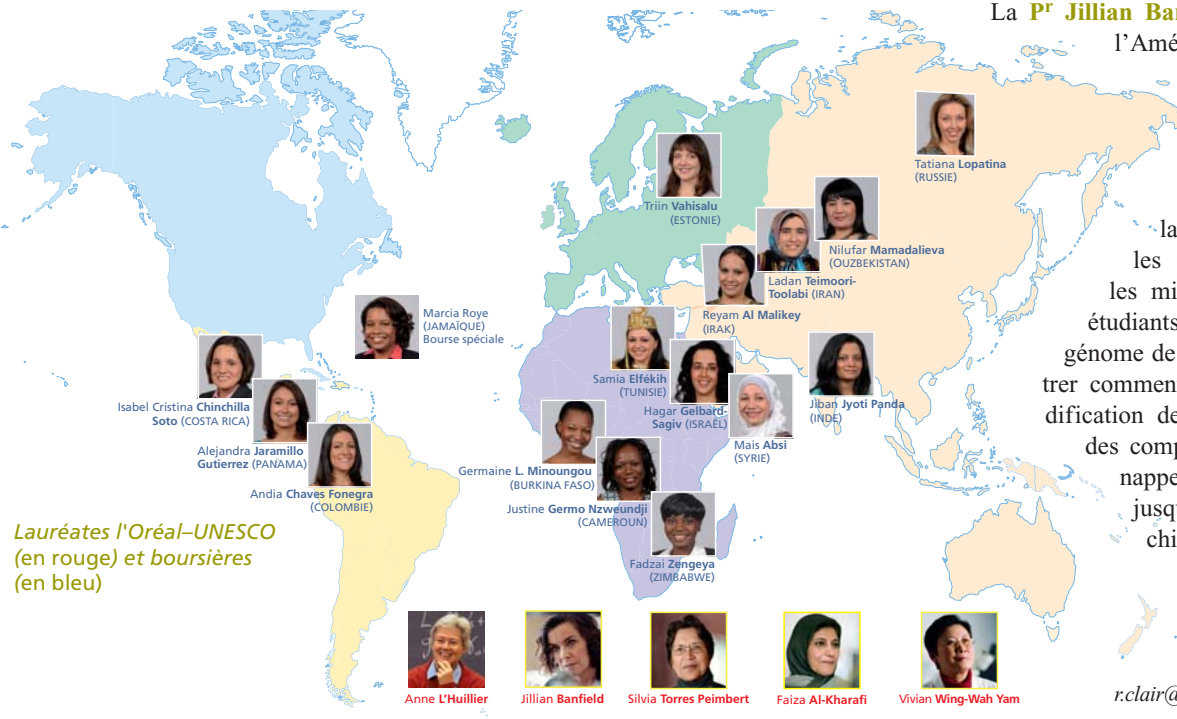 La Pr Jillian Ba
l'Amé
Tatiana Lopatina
(RUSSIE)
Triin Vahisalu
(ESTONIE)
Nilufar Mamadalieva
(OUZBEKISTAN)
Ladan Teimoori-
Toolabi (IRAN)
Reyam Al Malikey
(IRAK)
Marcia Roye
(JAMAÏQUE)
Bourse spéciale
Samia Elfékih
(TUNISIE)
Hagar Gelbard-
Sagiv (ISRAËL)
Mais Absi
(SYRIE)
Jiban Jyoti Panda
(INDE)
Isabel Cristina Chinchilla
Soto (COSTA RICA)
Alejandra Jaramillo
Gutierrez (PANAMA)
Andia Chaves Fonegra
(COLOMBIE)
Germaine L. Minoungou
(BURKINA FASO)
Justine Germo Nzweundji
(CAMEROUN)
Fadzai Zengeya
(ZIMBABWE)
la
les
les mi
étudiants
génome de
trer comment
dification de
des comp
nappe
jusqu
chi
Lauréates l'Oréal–UNESCO
(en rouge) et boursières
(en bleu)
Anne L'Huillier
Jillian Banfield
Silvia Torres Peimbert
Faiza Al-Kharafi
Vivian Wing-Wah Yam
r.clair@